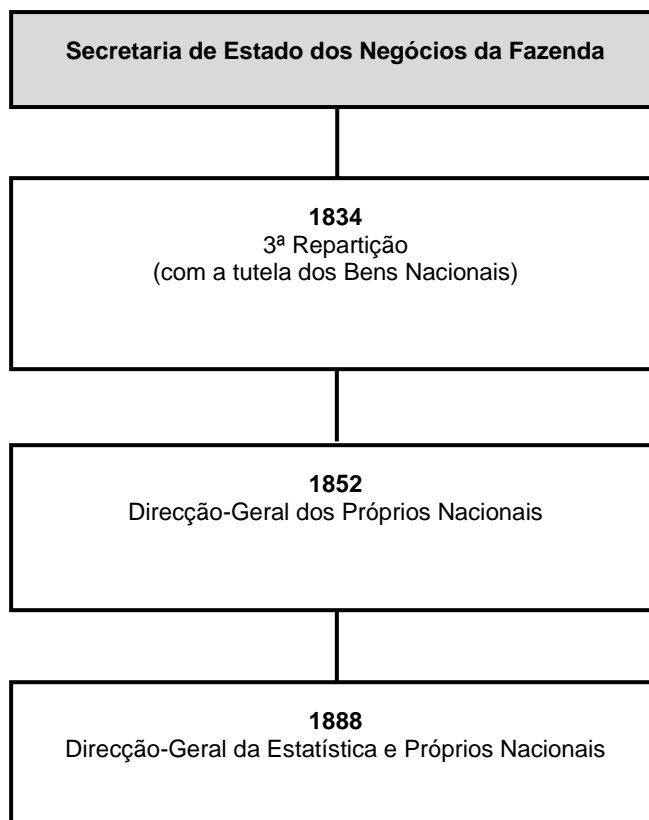 Secretaria de Estado dos Negócios da Fazenda
1834
3ª Repartição
(com a tutela dos Bens Nacionais)
1852
Direcção-Geral dos Próprios Nacionais
1888
Direcção-Geral da Estatística e Próprios Nacionais